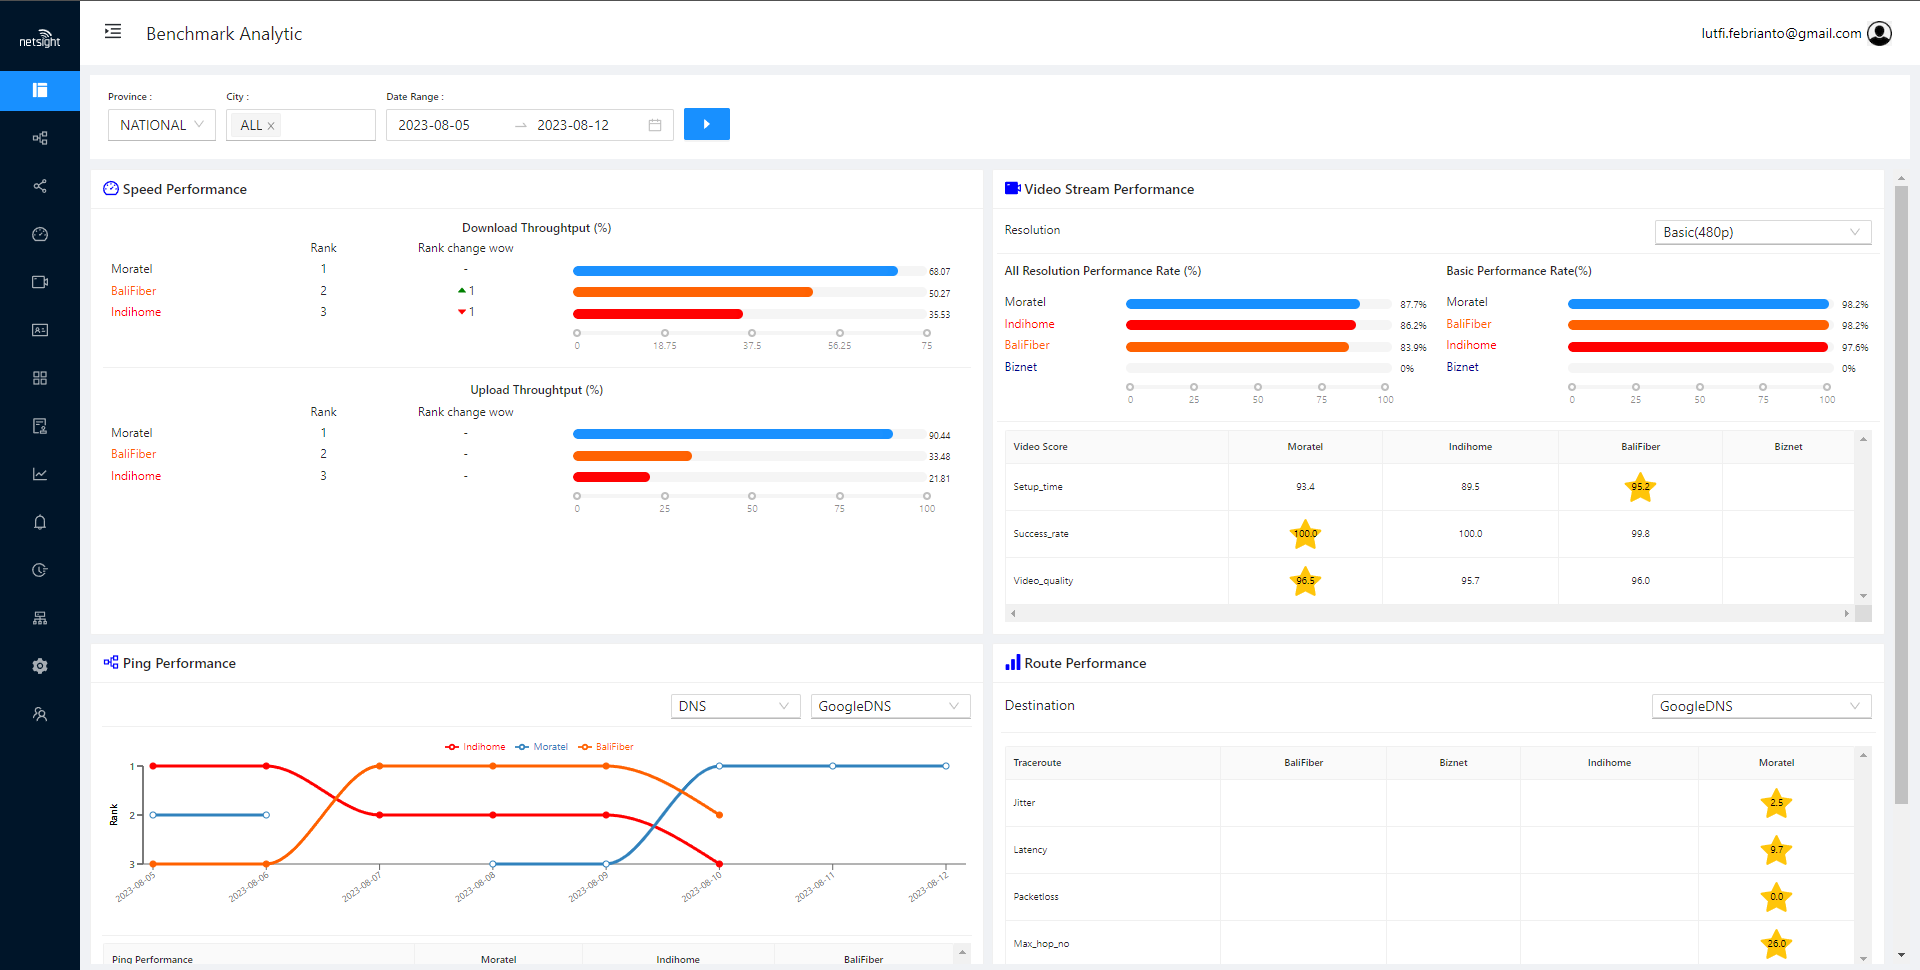 netsight
Benchmark Analytic
lutfi.febrianto@gmail.com
Province :
City :
Date Range :
NATIONAL
ALL ×
2023-08-05 → 2023-08-12
Speed Performance
Download Throughtput (%)
Rank Rank change wow
Moratel 1 - 68.07
BaliFiber 2 1 50.27
Indihome 3 1 35.53
0 18.75 37.5 56.25 75
Upload Throughtput (%)
Rank Rank change wow
Moratel 1 - 90.44
BaliFiber 2 - 33.48
Indihome 3 - 21.81
0 25 50 75 100
Video Stream Performance
Resolution
Basic(480p)
All Resolution Performance Rate (%)
Moratel 87.7%
Indihome 86.2%
BaliFiber 83.9%
Biznet 0%
0 25 50 75 100
Basic Performance Rate(%)
Moratel 98.2%
BaliFiber 98.2%
Indihome 97.6%
Biznet 0%
0 25 50 75 100
Video Score Moratel Indihome BaliFiber Biznet
Setup_time 93.4 89.5 95.2
Success_rate 100.0 100.0 99.8
Video_quality 96.5 95.7 96.0
Ping Performance
DNS
GoogleDNS
Indihome Moratel BaliFiber
Rank
1
2
3
2023-08-05 2023-08-06 2023-08-07 2023-08-08 2023-08-09 2023-08-10 2023-08-11 2023-08-12
Ping Performance Moratel Indihome BaliFiber
Route Performance
Destination
GoogleDNS
Traceroute BaliFiber Biznet Indihome Moratel
Jitter 2.5
Latency 9.7
Packetloss 0.0
Max_hop_no 26.0